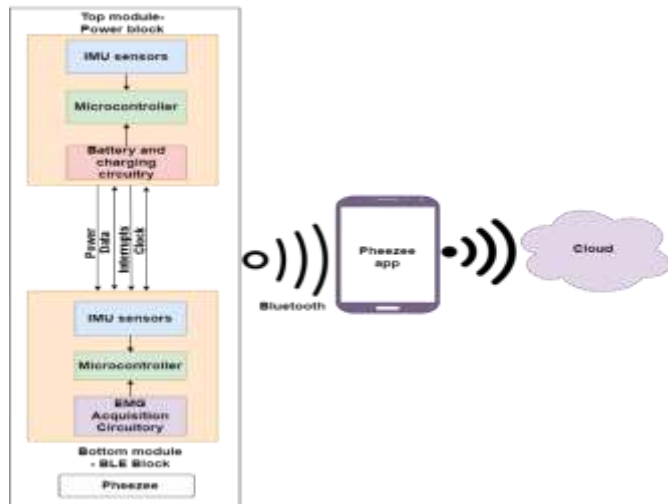 Top module-
Power block
IMU sensors
Microcontroller
Battery and
charging
circuitry
Power
Data
Interrupts
Clock
IMU sensors
Microcontroller
EMG
Acquisition
Circuitory
Bottom module
- BLE Block
Pheezee
Bluetooth
Pheezee
app
Cloud